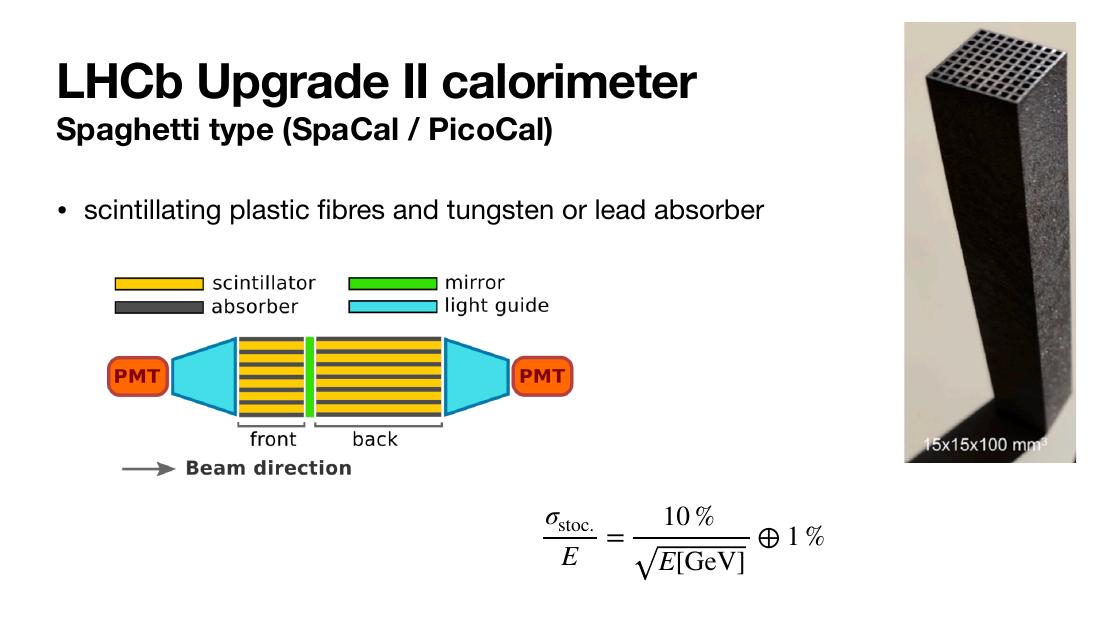 LHCb Upgrade II calorimeter
Spaghetti type (SpaCal / PicoCal)
• scintillating plastic fibres and tungsten or lead absorber
scintillator
mirror
absorber
light guide
PMT
PMT
front
back
Beam direction
σstoc./E = 10 %/√E[GeV] ⊕ 1 %
15x15x100 mm³